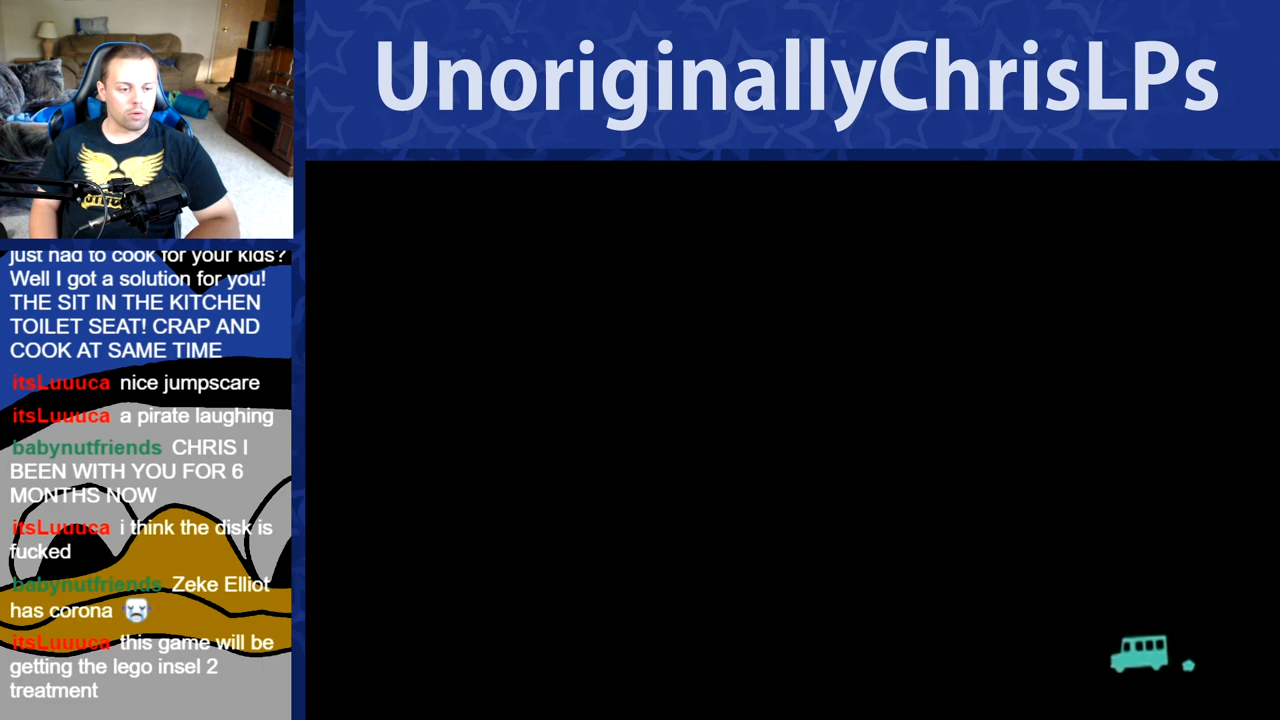 UnoriginallyChrisLPs
just had to cook for your kids?
Well I got a solution for you!
THE SIT IN THE KITCHEN
TOILET SEAT! CRAP AND
COOK AT SAME TIME
itsLuuuca nice jumpscare
itsLuuuca a pirate laughing
babynutfriends CHRIS I
BEEN WITH YOU FOR 6
MONTHS NOW
itsLuuuca i think the disk is
fucked
babynutfriends Zeke Elliot
has corona
itsLuuuca this game will be
getting the lego insel 2
treatment